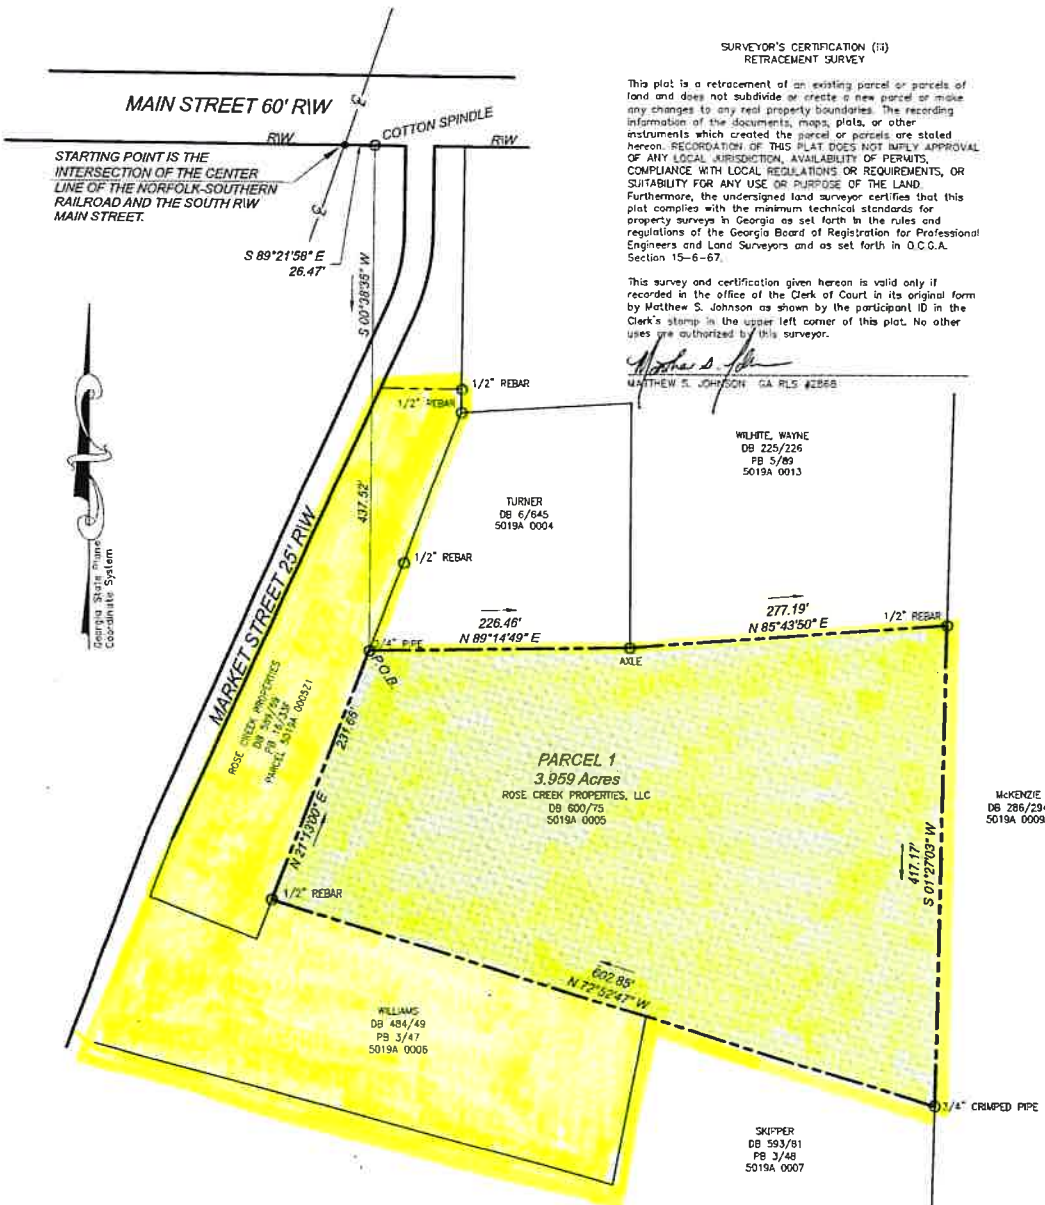 SURVEYOR'S CERTIFICATION
RETRACEMENT SURVEY
This plat is a retracement of an existing parcel or parcels of
land and does not subdivide or create a new parcel or make
any changes to any real property boundaries. The recording
information of the documents, maps, plats, or other
instruments which created the parcel or parcels are stated
hereon. RECORDATION OF THIS PLAT DOES NOT IMPLY APPROVAL
OF ANY LOCAL JURISDICTION, AVAILABILITY OF PERMITS,
COMPLIANCE WITH LOCAL REGULATIONS OR REQUIREMENTS, OR
SUITABILITY FOR ANY USE OR PURPOSE OF THE LAND.
Furthermore, the undersigned land surveyor certifies that this
plat complies with the minimum technical standards for
property surveys in Georgia as set forth in the rules and
regulations of the Georgia Board of Registration for Professional
Engineers and Land Surveyors and as set forth in O.C.G.A.
Section 15-6-67.
This survey and certification given hereon is valid only if
recorded in the office of the Clerk of Court in its original form
by Matthew S. Johnson as shown by the participant ID in the
Clerk's stamp in the upper left corner of this plat. No other
uses are authorized by this surveyor.
MATTHEW S. JOHNSON GA RLS #2868
MAIN STREET 60' R\W
R\W
COTTON SPINDLE
R\W
STARTING POINT IS THE
INTERSECTION OF THE CENTER
LINE OF THE NORFOLK-SOUTHERN
RAILROAD AND THE SOUTH R\W
MAIN STREET.
S 89°21'58" E
26.47'
S 00°38'36" W
437.52'
Georgia State Plane
Coordinate System
1/2" REBAR
1/2" REBAR
WILHITE, WAYNE
DB 225/226
PB 5/89
5019A 0013
TURNER
DB 6/645
5019A 0004
1/2" REBAR
MARKET STREET 25' R\W
226.46'
N 89°14'49" E
277.19'
N 85°43'50" E
1/2" REBAR
3/4" PIPE
P.O.B.
AXLE
ROSE CREEK PROPERTIES
PARCEL 5019A 000521
231.66'
N 21°13'00" E
PARCEL 1
3.959 Acres
ROSE CREEK PROPERTIES, LLC
DB 600/75
5019A 0005
McKENZIE
DB 286/294
5019A 0009
417.17'
S 01°27'03" W
1/2" REBAR
602.85'
N 72°52'47" W
WILLIAMS
DB 484/49
PB 3/47
5019A 0006
3/4" CRIMPED PIPE
SKIPPER
DB 593/81
PB 3/48
5019A 0007